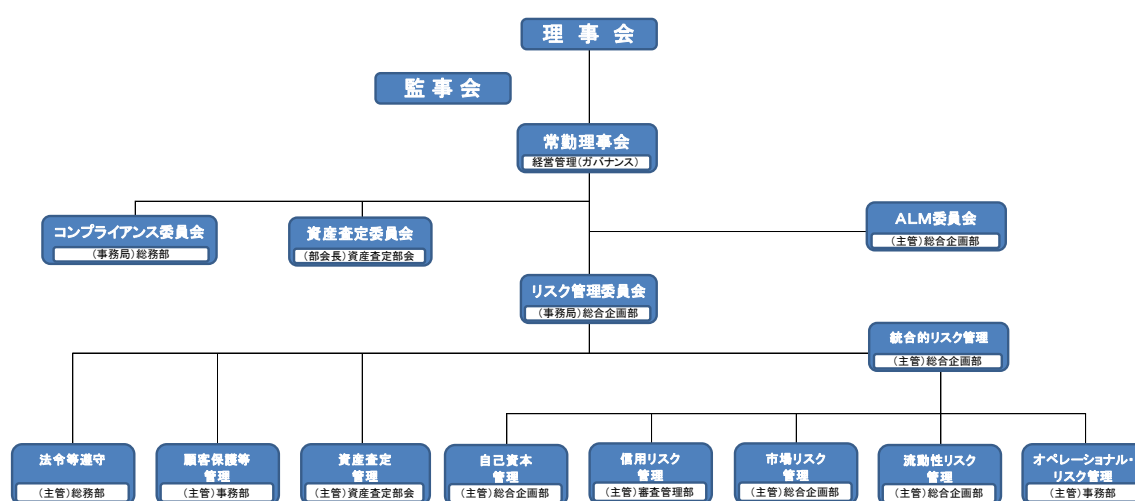 理 事 会
監 事 会
常勤理事会
経営管理(ガバナンス)
コンプライアンス委員会
(事務局)総務部
資産査定委員会
(部会長)資産査定部会
ALM委員会
(主管)総合企画部
リスク管理委員会
(事務局)総合企画部
統合的リスク管理
(主管)総合企画部
法令等遵守
(主管)総務部
顧客保護等
管理
(主管)事務部
資産査定
管理
(主管)資産査定部会
自己資本
管理
(主管)総合企画部
信用リスク
管理
(主管)審査管理部
市場リスク
管理
(主管)総合企画部
流動性リスク
管理
(主管)総合企画部
オペレーショナル・
リスク管理
(主管)事務部